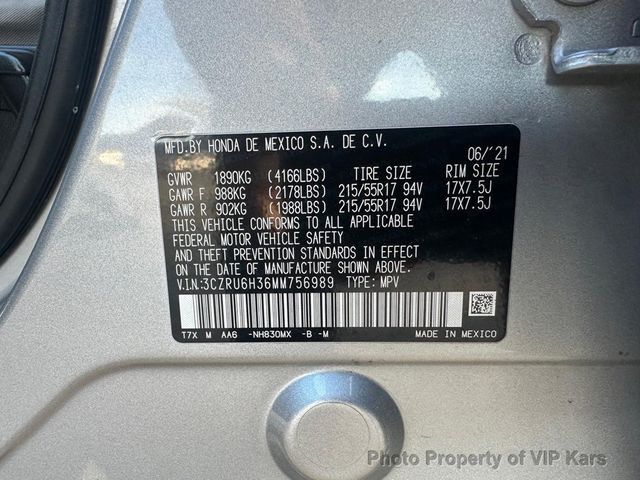 MFD.BY HONDA DE MEXICO S.A. DE C.V. 06/'21
GVWR 1890KG (4166LBS) TIRE SIZE RIM SIZE
GAWR F 988KG (2178LBS) 215/55R17 94V 17X7.5J
GAWR R 902KG (1988LBS) 215/55R17 94V 17X7.5J
THIS VEHICLE CONFORMS TO ALL APPLICABLE
FEDERAL MOTOR VEHICLE SAFETY
AND THEFT PREVENTION STANDARDS IN EFFECT
ON THE DATE OF MANUFACTURE SHOWN ABOVE.
V.I.N:3CZRU6H36MM756989 TYPE: MPV
T7X M AA6 -NH830MX -B -M MADE IN MEXICO
Photo Property of VIP Kars